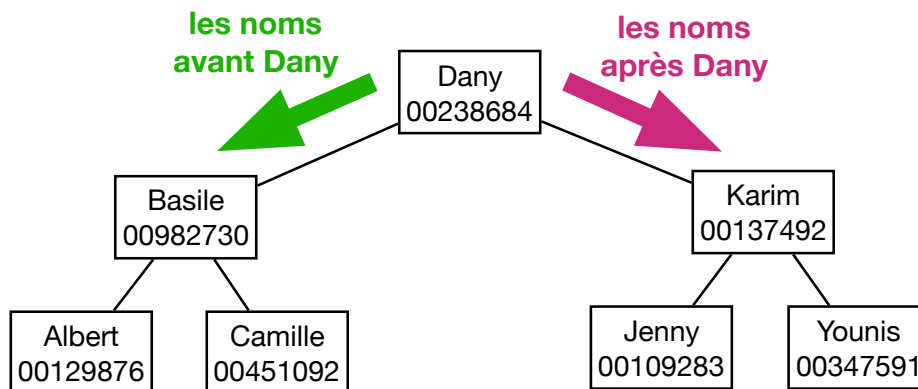 les noms
avant Dany
les noms
après Dany
Dany
00238684
Basile
00982730
Karim
00137492
Albert
00129876
Camille
00451092
Jenny
00109283
Younis
00347591